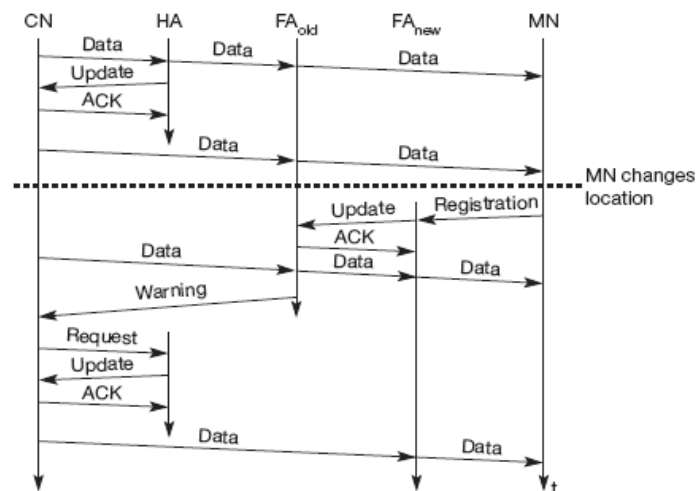 CN HA FAold FAnew MN
Data Data Data
Update
ACK
Data Data
MN changes
location
Update Registration
ACK
Data Data Data
Warning
Request
Update
ACK
Data Data
t